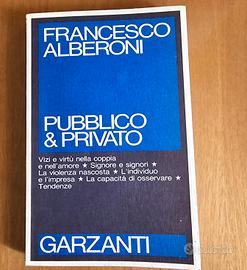 FRANCESCO
ALBERONI
PUBBLICO
& PRIVATO
Vizi e virtù nella coppia
e nell'amore ★ Signore e signori ★
La violenza nascosta ★ L'individuo
e l'impresa ★ La capacità di osservare ★
Tendenze
GARZANTI